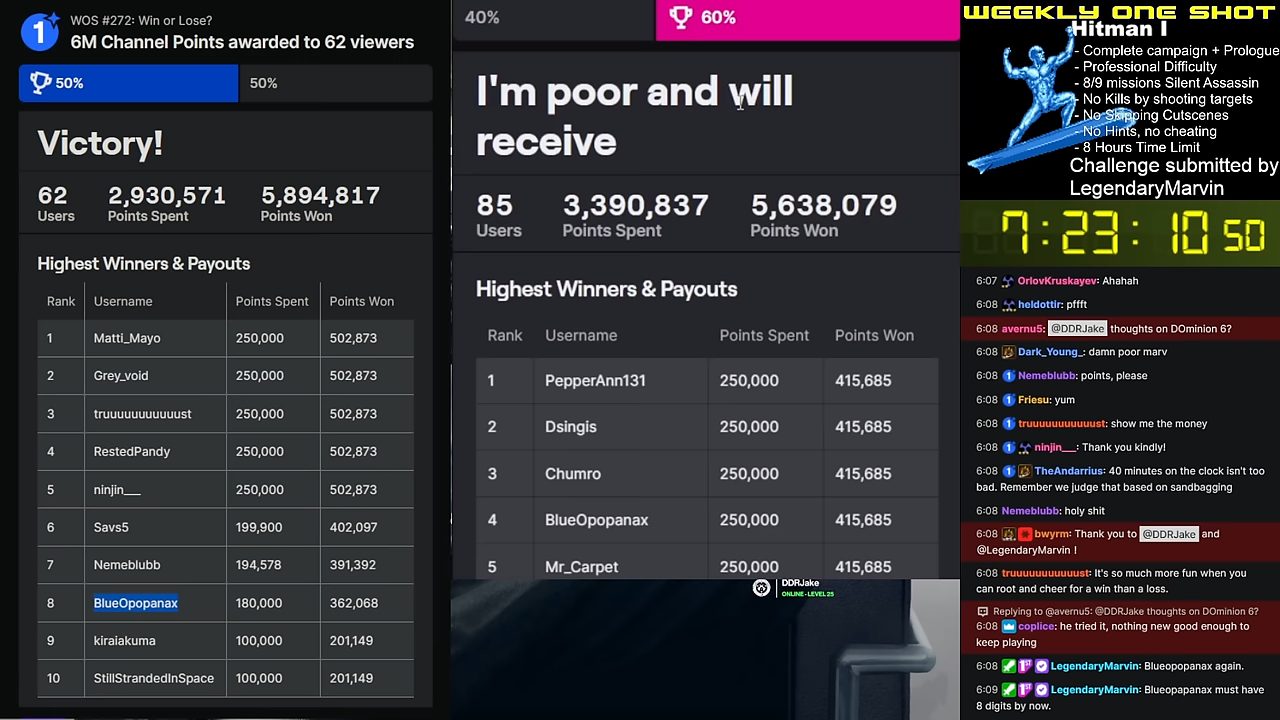 WOS #272: Win or Lose?
6M Channel Points awarded to 62 viewers
50%
50%
Victory!
62
2,930,571
5,894,817
Users
Points Spent
Points Won
Highest Winners & Payouts
Rank
Username
Points Spent
Points Won
1
Matti_Mayo
250,000
502,873
2
Grey_void
250,000
502,873
3
truuuuuuuuuust
250,000
502,873
4
RestedPandy
250,000
502,873
5
ninjin___
250,000
502,873
6
Savs5
199,900
402,097
7
Nemeblubb
194,578
391,392
8
BlueOpopanax
180,000
362,068
9
kiraiakuma
100,000
201,149
10
StillStrandedInSpace
100,000
201,149
40%
60%
I'm poor and will
receive
85
3,390,837
5,638,079
Users
Points Spent
Points Won
Highest Winners & Payouts
Rank
Username
Points Spent
Points Won
1
PepperAnn131
250,000
415,685
2
Dsingis
250,000
415,685
3
Chumro
250,000
415,685
4
BlueOpopanax
250,000
415,685
5
Mr_Carpet
250,000
415,685
DDRJake
ONLINE - LEVEL 25
WEEKLY ONE SHOT
Hitman I
- Complete campaign + Prologue
- Professional Difficulty
- 8/9 missions Silent Assassin
- No Kills by shooting targets
- No Skipping Cutscenes
- No Hints, no cheating
- 8 Hours Time Limit
Challenge submitted by
LegendaryMarvin
7:23:10 50
6:07 OrlovKruskayev: Ahahah
6:08 heldottir: pffft
6:08 avernu5: @DDRJake thoughts on DOminion 6?
6:08 Dark_Young_: damn poor marv
6:08 Nemeblubb: points, please
6:08 Friesu: yum
6:08 truuuuuuuuuust: show me the money
6:08 ninjin___: Thank you kindly!
6:08 TheAndarrius: 40 minutes on the clock isn't too
bad. Remember we judge that based on sandbagging
6:08 Nemeblubb: holy shit
6:08 bwyrm: Thank you to @DDRJake and
@LegendaryMarvin !
6:08 truuuuuuuuuust: It's so much more fun when you
can root and cheer for a win than a loss.
Replying to @avernu5: @DDRJake thoughts on DOminion 6?
6:08 coplice: he tried it, nothing new good enough to
keep playing
6:08 LegendaryMarvin: Blueopopanax again.
6:09 LegendaryMarvin: Blueopapanax must have
8 digits by now.